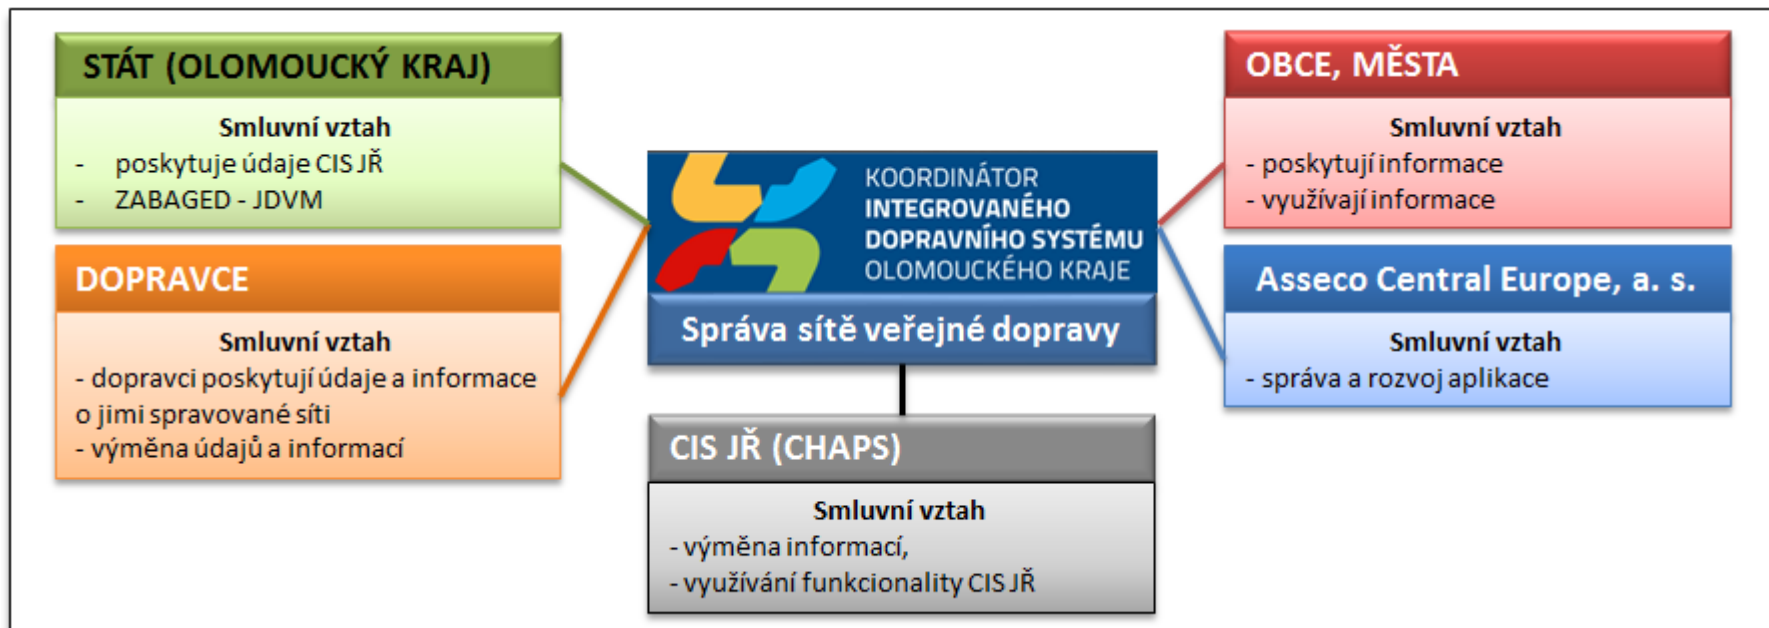 STÁT (OLOMOUCKÝ KRAJ)
Smluvní vztah
- poskytuje údaje CIS JŘ
- ZABAGED - JDVM
DOPRAVCE
Smluvní vztah
- dopravci poskytují údaje a informace
o jimi spravované síti
- výměna údajů a informací
KOORDINÁTOR
INTEGROVANÉHO
DOPRAVNÍHO SYSTÉMU
OLOMOUCKÉHO KRAJE
Správa sítě veřejné dopravy
CIS JŘ (CHAPS)
Smluvní vztah
- výměna informací,
- využívání funkcionality CIS JŘ
OBCE, MĚSTA
Smluvní vztah
- poskytují informace
- využívají informace
Asseco Central Europe, a. s.
Smluvní vztah
- správa a rozvoj aplikace